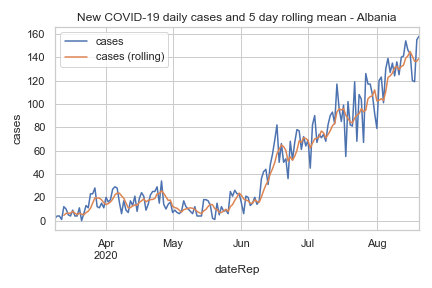 New COVID-19 daily cases and 5 day rolling mean - Albania
cases
cases (rolling)
160
140
120
100
80
60
40
20
0
cases
Apr
2020
May
Jun
Jul
Aug
dateRep